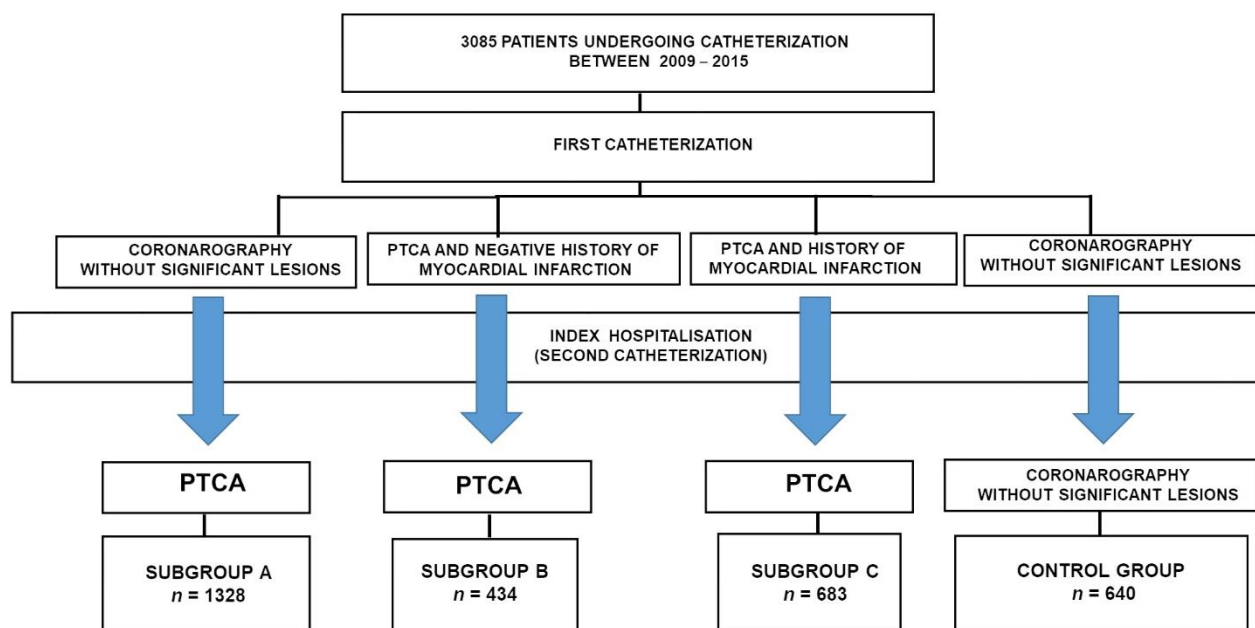 3085 PATIENTS UNDERGOING CATHETERIZATION
BETWEEN 2009 – 2015
FIRST CATHETERIZATION
CORONAROGRAPHY
WITHOUT SIGNIFICANT LESIONS
PTCA AND NEGATIVE HISTORY OF
MYOCARDIAL INFARCTION
PTCA AND HISTORY OF
MYOCARDIAL INFARCTION
CORONAROGRAPHY
WITHOUT SIGNIFICANT LESIONS
INDEX HOSPITALISATION
(SECOND CATHETERIZATION)
PTCA
PTCA
PTCA
CORONAROGRAPHY
WITHOUT SIGNIFICANT LESIONS
SUBGROUP A
n = 1328
SUBGROUP B
n = 434
SUBGROUP C
n = 683
CONTROL GROUP
n = 640